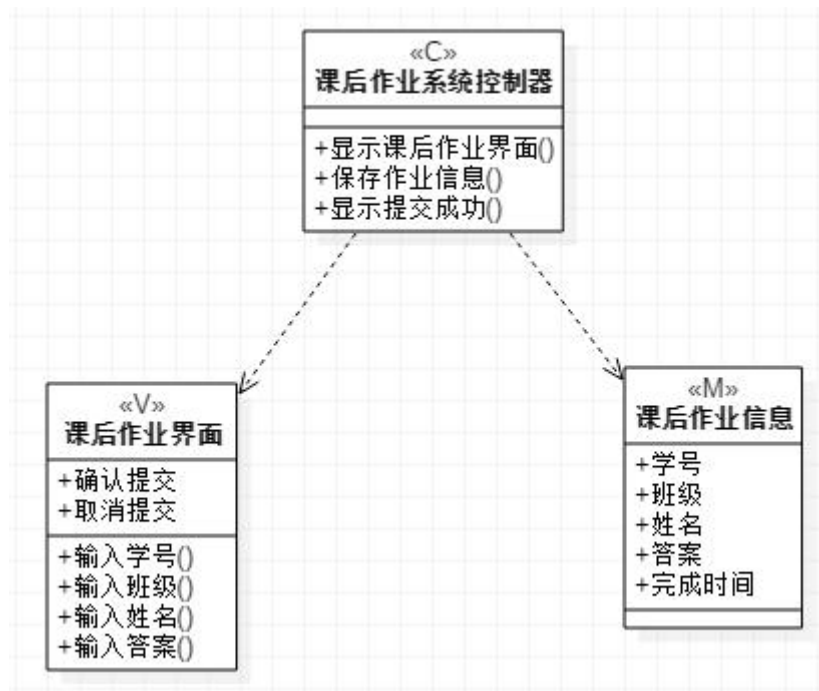 «C»
课后作业系统控制器
+显示课后作业界面()
+保存作业信息()
+显示提交成功()
«V»
课后作业界面
+确认提交
+取消提交
+输入学号()
+输入班级()
+输入姓名()
+输入答案()
«M»
课后作业信息
+学号
+班级
+姓名
+答案
+完成时间